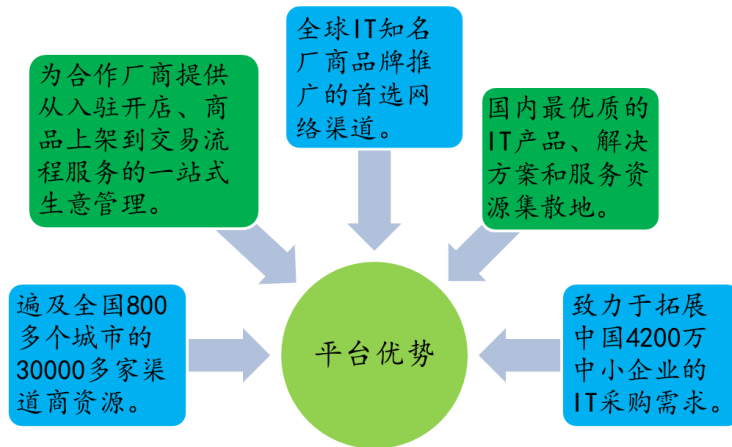 全球IT知名
厂商品牌推
广的首选网
络渠道。
为合作厂商提供
从入驻开店、商
品上架到交易流
程服务的一站式
生意管理。
国内最优质的
IT产品、解决
方案和服务资
源集散地。
遍及全国800
多个城市的
30000多家渠
道商资源。
平台优势
致力于拓展
中国4200万
中小企业的
IT采购需求。